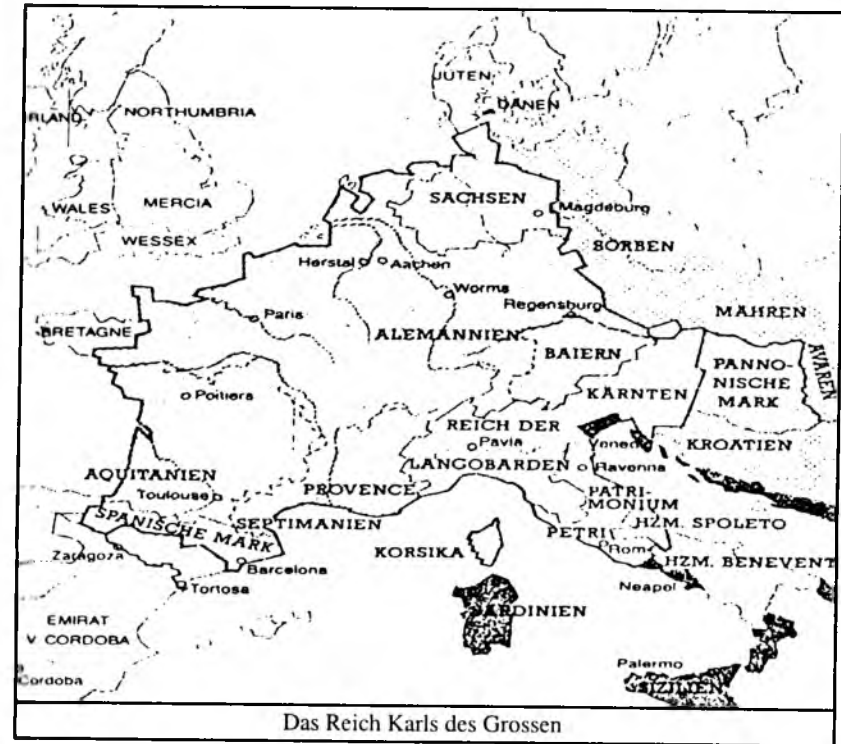 JÜTEN
DÄNEN
RLAND
NORTHUMBRIA
WALES
MERCIA
WESSEX
SACHSEN
Magdeburg
SORBEN
Herstal
Aachen
Worms
Regensburg
MÄHREN
BRETAGNE
Paris
ALEMANNIEN
BAIERN
PANNO-
NISCHE
MARK
AVAREN
KÄRNTEN
Poitiers
REICH DER
Pavia
LANGOBARDEN
Vened
KROATIEN
Ravenna
AQUITANIEN
Toulouse
PROVENCE
SEPTIMANIEN
SPANISCHE MARK
PATRI-
MONIUM
PETRI
HZM. SPOLETO
Rom
HZM. BENEVENT
KORSIKA
Zaragoza
Barcelona
Tortosa
Neapel
SARDINIEN
EMIRAT
V. CORDOBA
Cordoba
Palermo
SIZILIEN
Das Reich Karls des Grossen